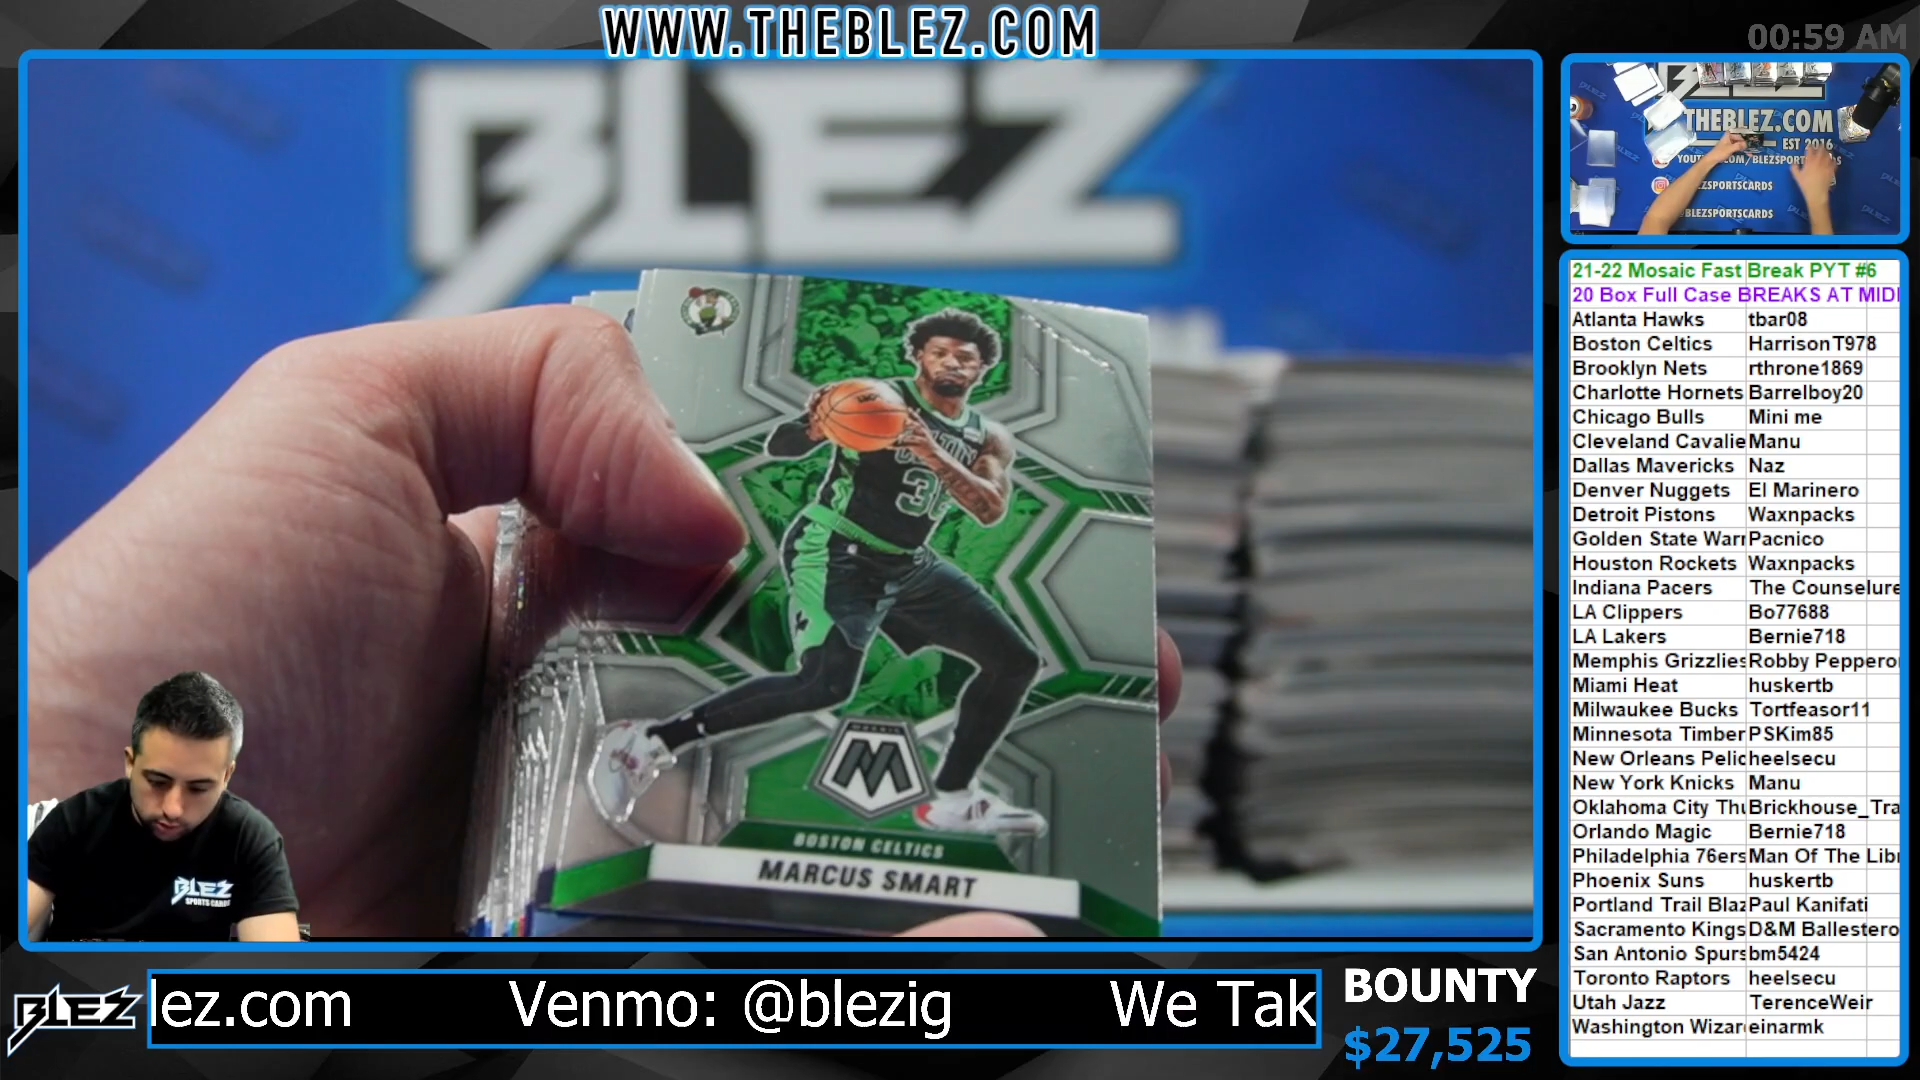 WWW.THEBLEZ.COM
00:59 AM
BLEZ
BOSTON CELTICS
MARCUS SMART
BLEZ
SPORTS CARDS
THEBLEZ.COM
EST 2016
BLEZSPORTSCARDS
@BLEZSPORTSCARDS
21-22 Mosaic Fast Break PYT #6
20 Box Full Case BREAKS AT MID
Atlanta Hawks tbar08
Boston Celtics HarrisonT978
Brooklyn Nets rthrone1869
Charlotte Hornets Barrelboy20
Chicago Bulls Mini me
Cleveland Cavalie Manu
Dallas Mavericks Naz
Denver Nuggets El Marinero
Detroit Pistons Waxnpacks
Golden State Warr Pacnico
Houston Rockets Waxnpacks
Indiana Pacers The Counselure
LA Clippers Bo77688
LA Lakers Bernie718
Memphis Grizzlies Robby Peppero
Miami Heat huskertb
Milwaukee Bucks Tortfeasor11
Minnesota Timber PSKim85
New Orleans Pelic heelsecu
New York Knicks Manu
Oklahoma City Thu Brickhouse_Tra
Orlando Magic Bernie718
Philadelphia 76ers Man Of The Libr
Phoenix Suns huskertb
Portland Trail Blaz Paul Kanifati
Sacramento Kings D&M Ballestero
San Antonio Spurs bm5424
Toronto Raptors heelsecu
Utah Jazz TerenceWeir
Washington Wizar einarmk
BLEZ
lez.com Venmo: @blezig We Tak
BOUNTY
$27,525